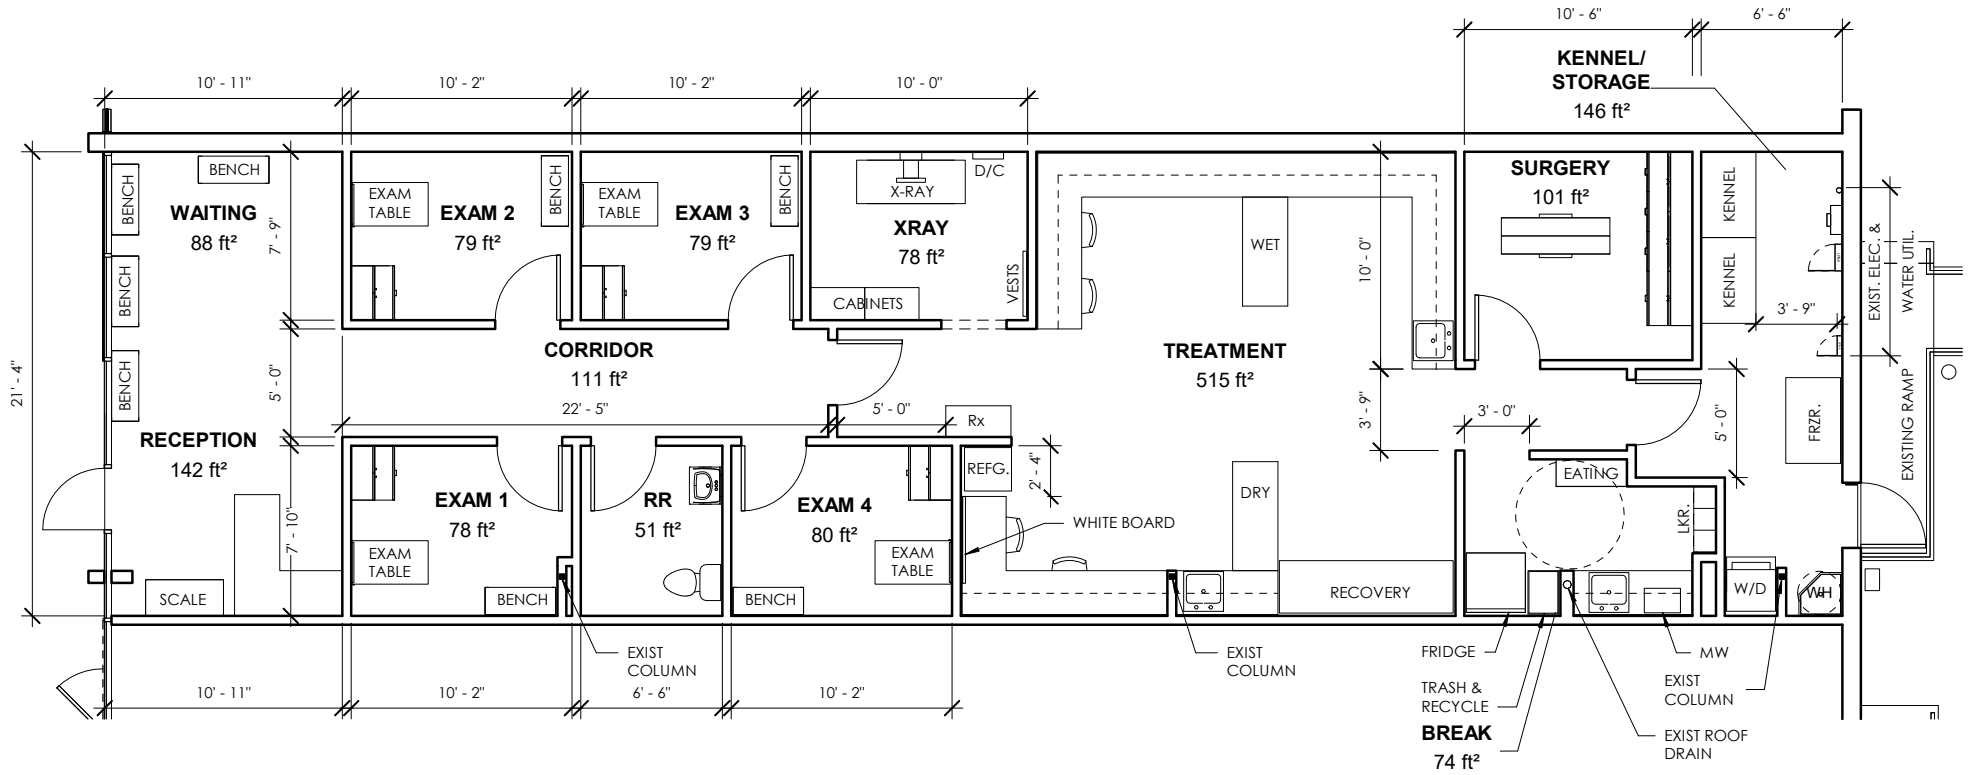 10' - 6"
6' - 6"
KENNEL/
STORAGE
146 ft²
10' - 11"
10' - 2"
10' - 2"
10' - 0"
BENCH
BENCH
WAITING
88 ft²
7' - 9"
EXAM
TABLE
EXAM 2
79 ft²
BENCH
EXAM
TABLE
EXAM 3
79 ft²
BENCH
X-RAY
D/C
XRAY
78 ft²
VESTS
CABINETS
WET
10' - 0"
SURGERY
101 ft²
KENNEL
KENNEL
3' - 9"
EXIST. ELEC. &
WATER UTIL.
BENCH
BENCH
21' - 4"
5' - 0"
CORRIDOR
111 ft²
22' - 5"
5' - 0"
Rx
TREATMENT
515 ft²
3' - 9"
3' - 0"
5' - 0"
FRZR.
EXISTING RAMP
RECEPTION
142 ft²
7' - 10"
SCALE
EXAM 1
78 ft²
EXAM
TABLE
BENCH
RR
51 ft²
EXAM 4
80 ft²
EXAM
TABLE
BENCH
REFG.
2' - 4"
WHITE BOARD
DRY
RECOVERY
EATING
LKR.
W/D
WH
EXIST
COLUMN
EXIST
COLUMN
FRIDGE
MW
TRASH &
RECYCLE
EXIST
COLUMN
BREAK
74 ft²
EXIST ROOF
DRAIN
10' - 11"
10' - 2"
6' - 6"
10' - 2"